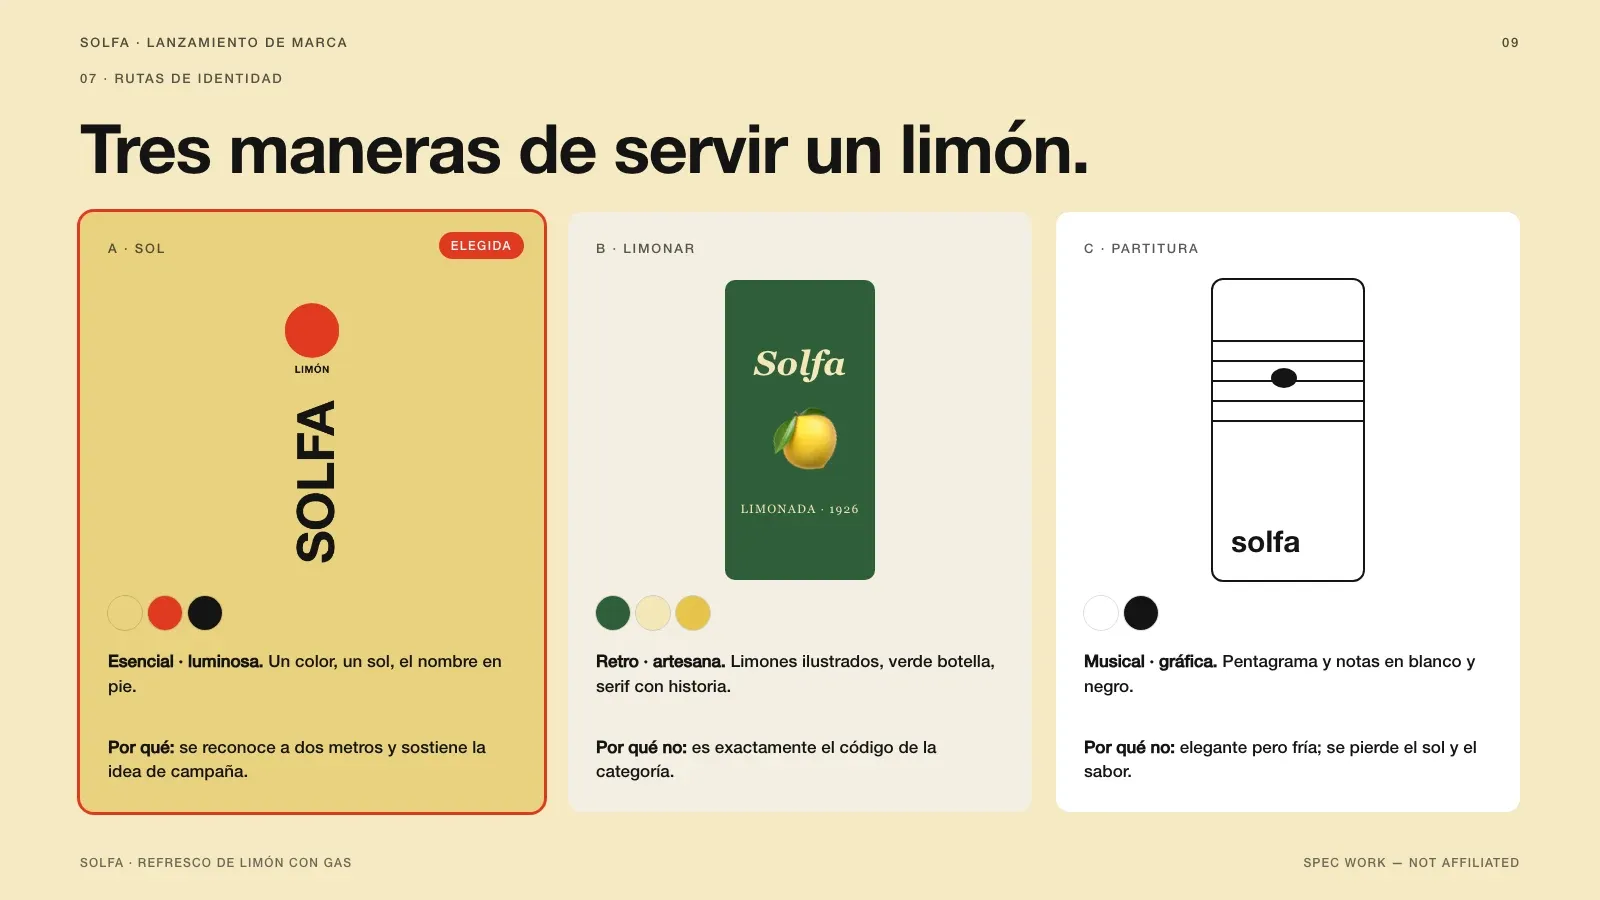 SOLFA · LANZAMIENTO DE MARCA
09
07 · RUTAS DE IDENTIDAD
Tres maneras de servir un limón.
A · SOL
ELEGIDA
LIMÓN
SOLFA
Esencial · luminosa. Un color, un sol, el nombre en
pie.
Por qué: se reconoce a dos metros y sostiene la
idea de campaña.
B · LIMONAR
Solfa
LIMONADA · 1926
Retro · artesana. Limones ilustrados, verde botella,
serif con historia.
Por qué no: es exactamente el código de la
categoría.
C · PARTITURA
solfa
Musical · gráfica. Pentagrama y notas en blanco y
negro.
Por qué no: elegante pero fría; se pierde el sol y el
sabor.
SOLFA · REFRESCO DE LIMÓN CON GAS
SPEC WORK — NOT AFFILIATED